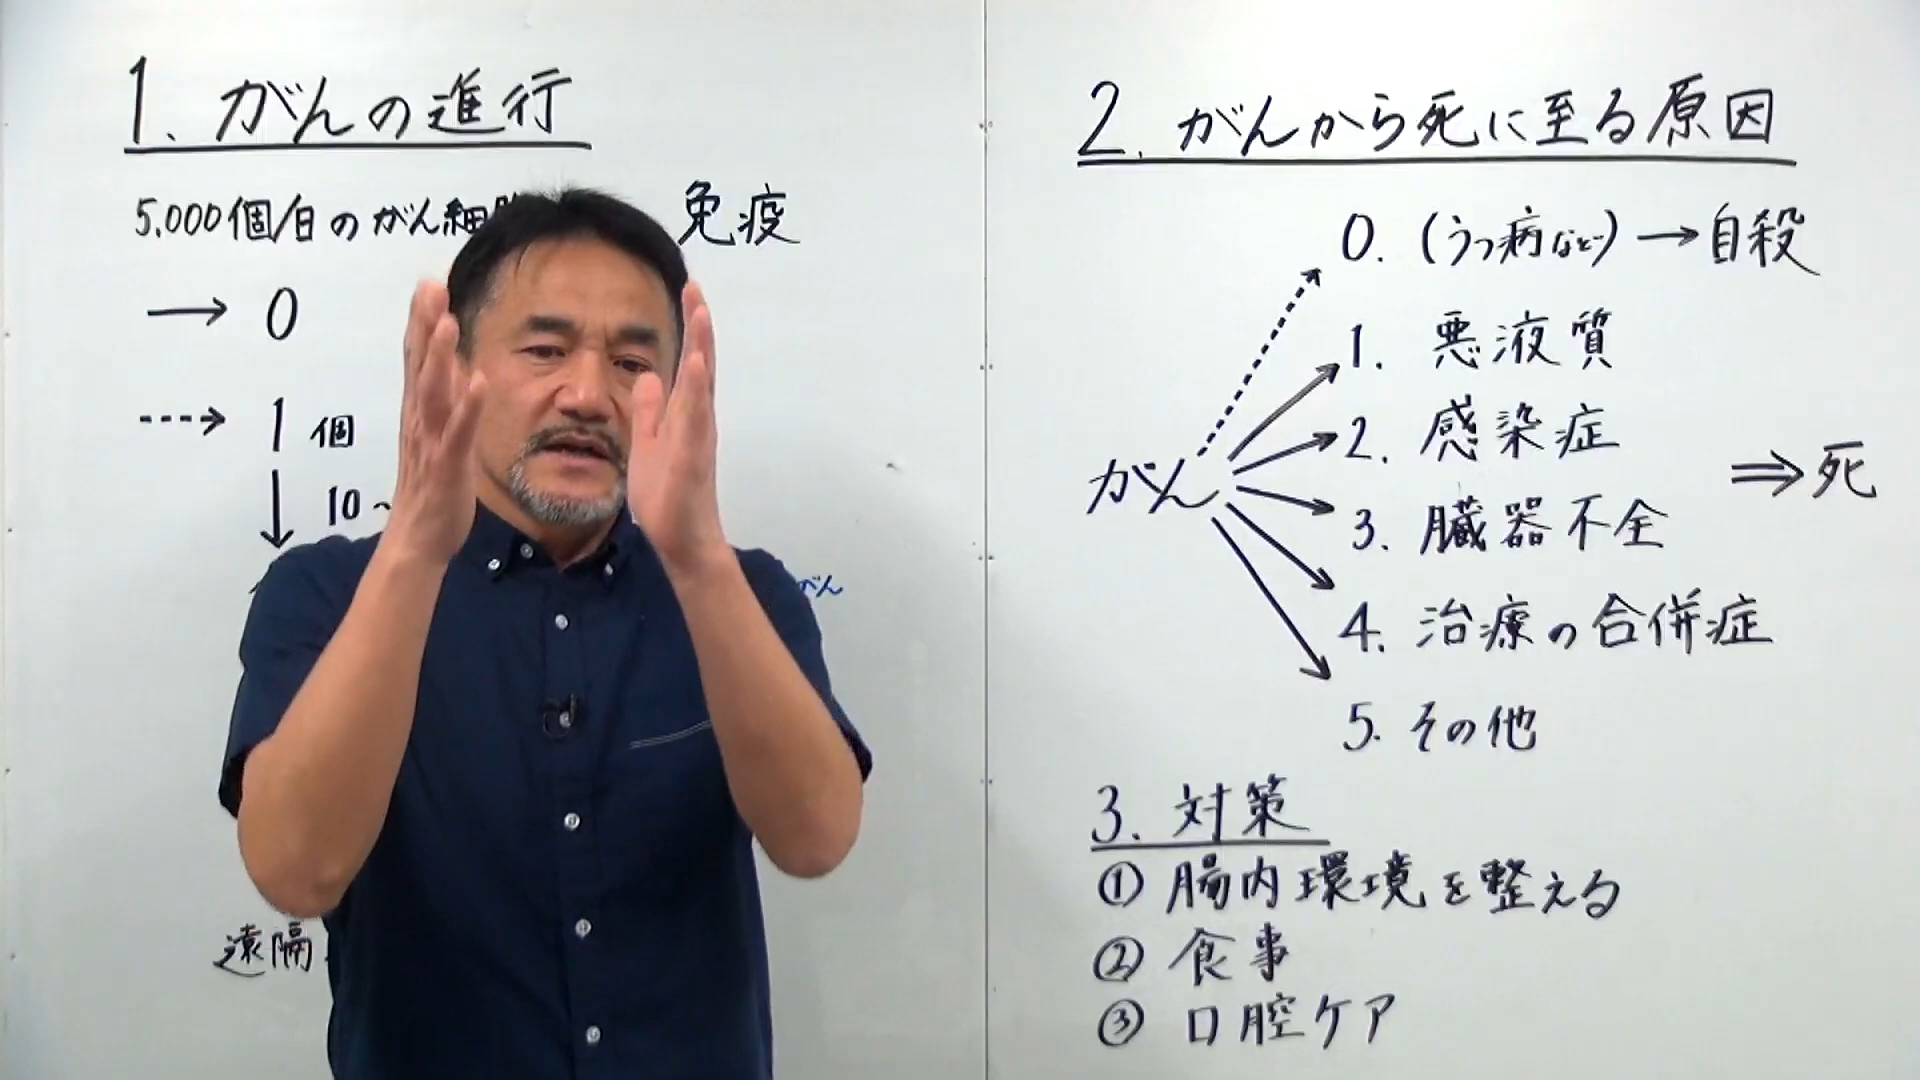 1. がんの進行
5,000個/日のがん細胞
免疫
→ 0
⇢ 1個
↓ 10~
がん
遠隔
2. がんから死に至る原因
0. (うつ病など)→自殺
1. 悪液質
2. 感染症
がん
⇒死
3. 臓器不全
4. 治療の合併症
5. その他
3. 対策
① 腸内環境を整える
② 食事
③ 口腔ケア